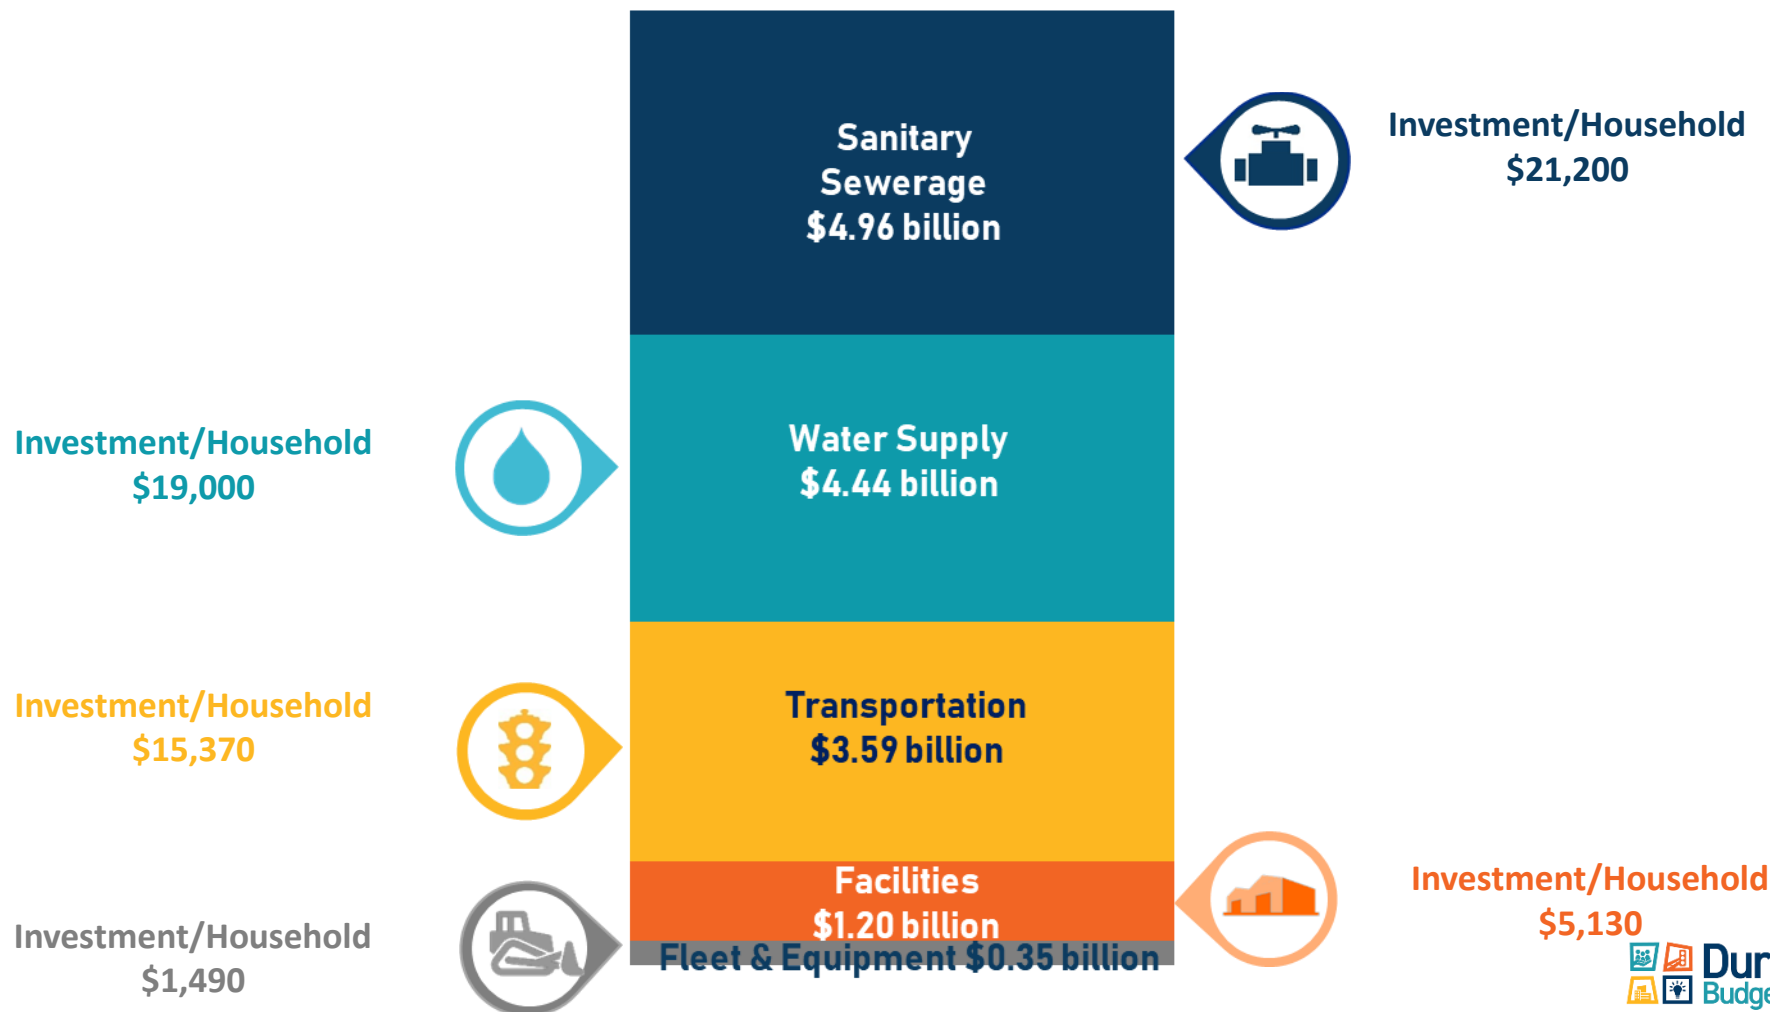 Sanitary
Sewerage
$4.96 billion
Investment/Household
$21,200
Water Supply
$4.44 billion
Investment/Household
$19,000
Transportation
$3.59 billion
Investment/Household
$15,370
Facilities
$1.20 billion
Investment/Household
$5,130
Fleet & Equipment $0.35 billion
Investment/Household
$1,490
Dur
Budge